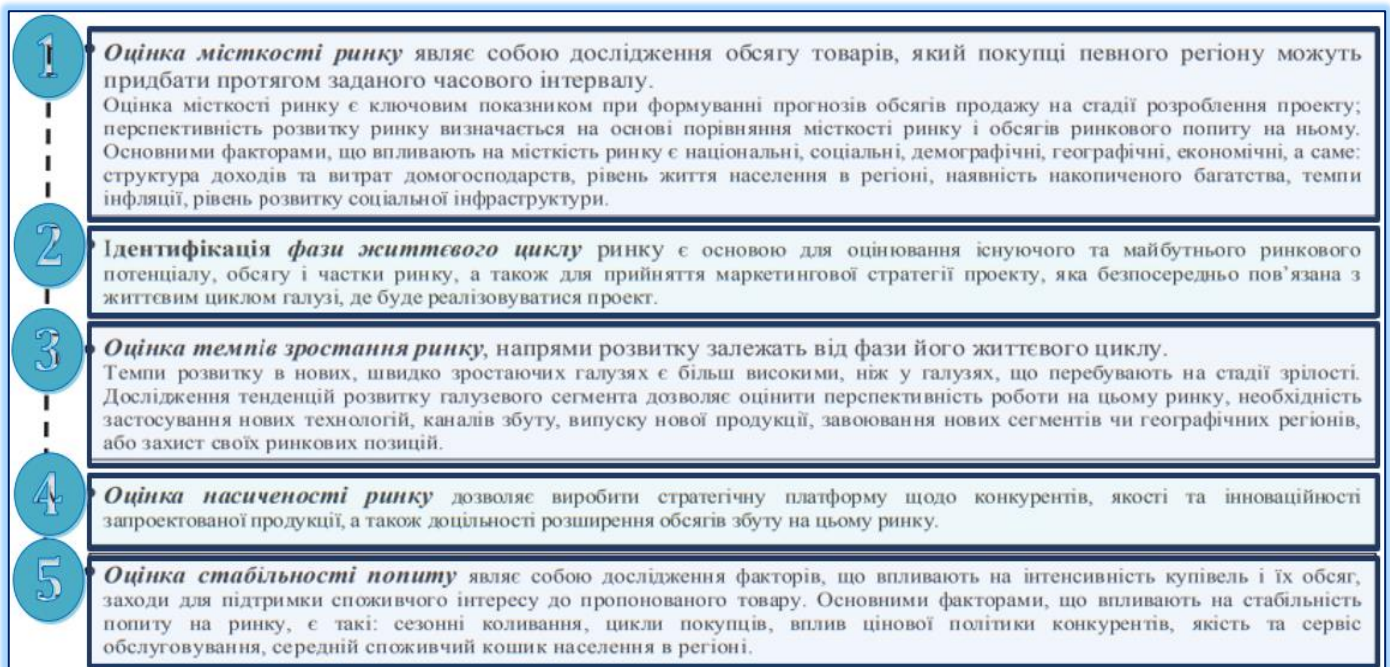 1
• Оцінка місткості ринку являє собою дослідження обсягу товарів, який покупці певного регіону можуть
придбати протягом заданого часового інтервалу.
Оцінка місткості ринку є ключовим показником при формуванні прогнозів обсягів продажу на стадії розроблення проекту;
перспективність розвитку ринку визначається на основі порівняння місткості ринку і обсягів ринкового попиту на ньому.
Основними факторами, що впливають на місткість ринку є національні, соціальні, демографічні, географічні, економічні, а саме:
структура доходів та витрат домогосподарств, рівень життя населення в регіоні, наявність накопиченого багатства, темпи
інфляції, рівень розвитку соціальної інфраструктури.
2
• Ідентифікація фази життєвого циклу ринку є основою для оцінювання існуючого та майбутнього ринкового
потенціалу, обсягу і частки ринку, а також для прийняття маркетингової стратегії проекту, яка безпосередньо пов’язана з
життєвим циклом галузі, де буде реалізовуватися проект.
3
• Оцінка темпів зростання ринку, напрями розвитку залежать від фази його життєвого циклу.
Темпи розвитку в нових, швидко зростаючих галузях є більш високими, ніж у галузях, що перебувають на стадії зрілості.
Дослідження тенденцій розвитку галузевого сегмента дозволяє оцінити перспективність роботи на цьому ринку, необхідність
застосування нових технологій, каналів збуту, випуску нової продукції, завоювання нових сегментів чи географічних регіонів,
або захист своїх ринкових позицій.
4
• Оцінка насиченості ринку дозволяє виробити стратегічну платформу щодо конкурентів, якості та інноваційності
запроектованої продукції, а також доцільності розширення обсягів збуту на цьому ринку.
5
• Оцінка стабільності попиту являє собою дослідження факторів, що впливають на інтенсивність купівель і їх обсяг,
заходи для підтримки споживчого інтересу до пропонованого товару. Основними факторами, що впливають на стабільність
попиту на ринку, є такі: сезонні коливання, цикли покупців, вплив цінової політики конкурентів, якість та сервіс
обслуговування, середній споживчий кошик населення в регіоні.